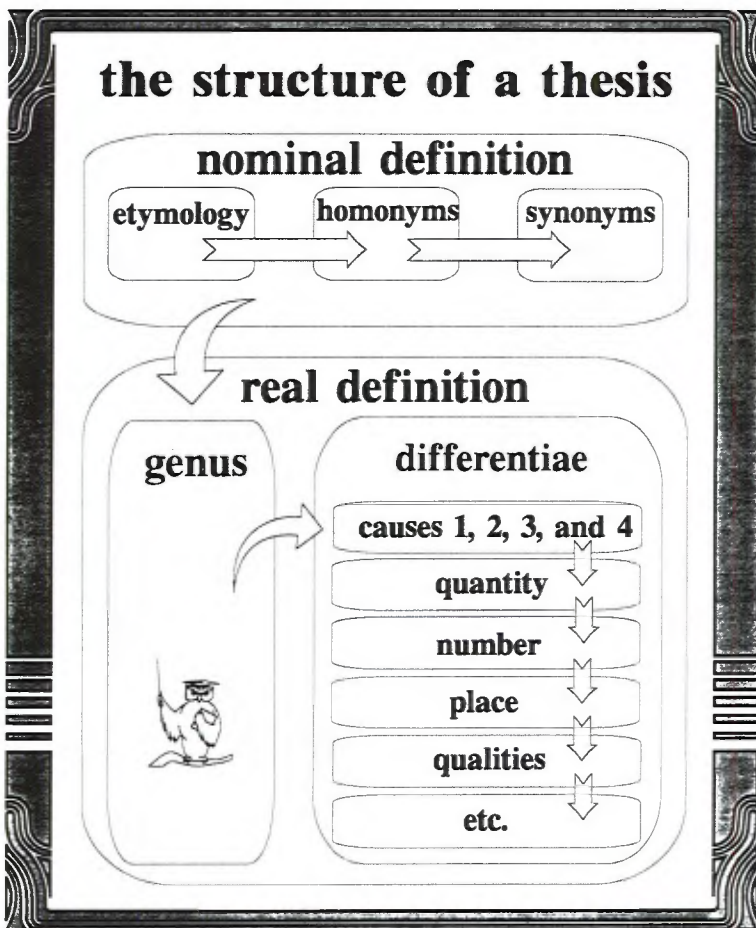 the structure of a thesis
nominal definition
etymology
homonyms
synonyms
real definition
genus
differentiae
causes 1, 2, 3, and 4
quantity
number
place
qualities
etc.